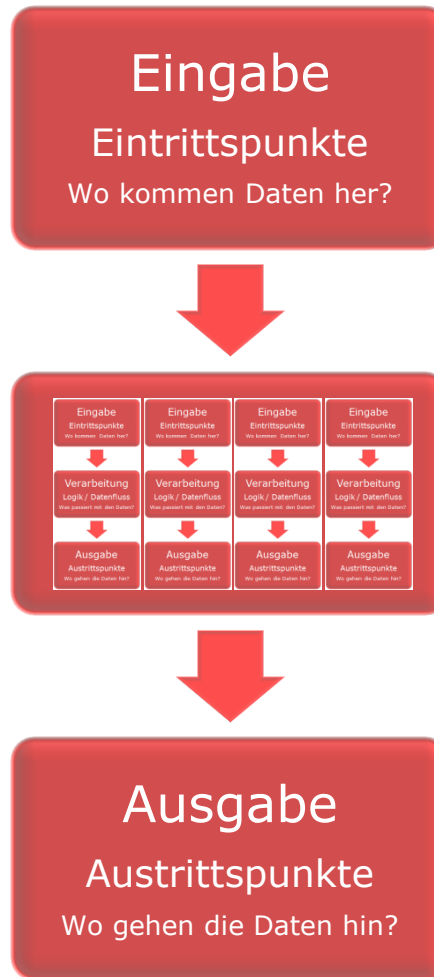 Eingabe
Eintrittspunkte
Wo kommen Daten her?
Eingabe Eingabe Eingabe Eingabe
Eintrittspunkte Eintrittspunkte Eintrittspunkte Eintrittspunkte
Wo kommen Daten her? Wo kommen Daten her? Wo kommen Daten her? Wo kommen Daten her?
Verarbeitung Verarbeitung Verarbeitung Verarbeitung
Logik / Datenfluss Logik / Datenfluss Logik / Datenfluss Logik / Datenfluss
Was passiert mit den Daten? Was passiert mit den Daten? Was passiert mit den Daten? Was passiert mit den Daten?
Ausgabe Ausgabe Ausgabe Ausgabe
Austrittspunkte Austrittspunkte Austrittspunkte Austrittspunkte
Wo gehen die Daten hin? Wo gehen die Daten hin? Wo gehen die Daten hin? Wo gehen die Daten hin?
Ausgabe
Austrittspunkte
Wo gehen die Daten hin?